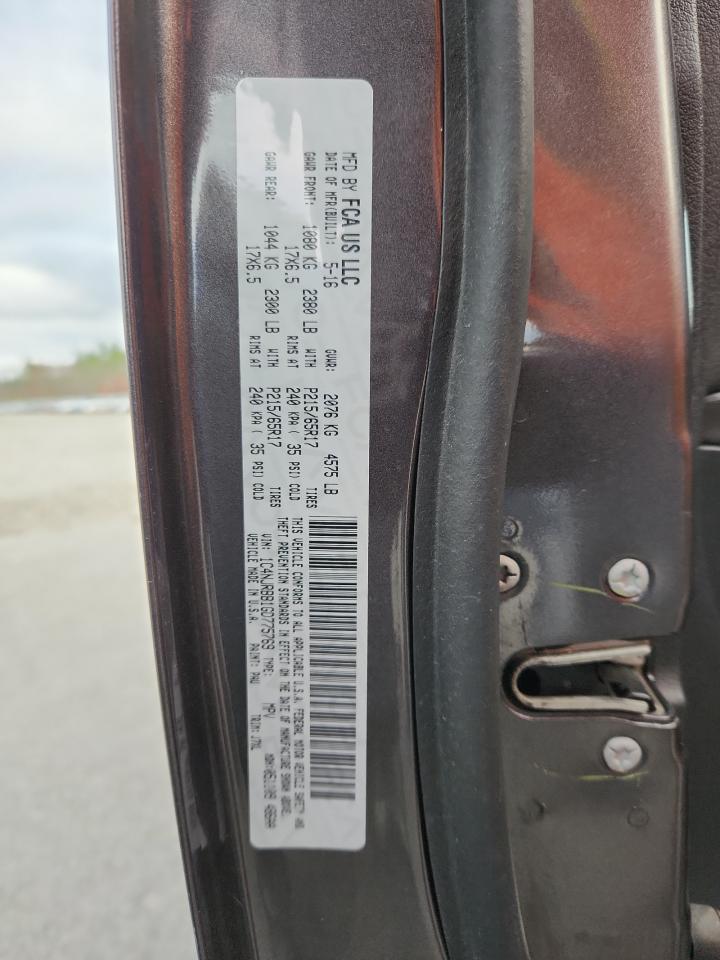 MFD BY FCA US LLC
DATE OF MFR(BUILT): 5-16 GVWR: 2076 KG 4575 LB
GAWR FRONT: 1080 KG 2380 LB WITH P215/65R17 TIRES
17X6.5 RIMS AT 240 KPA ( 35 PSI) COLD
GAWR REAR: 1044 KG 2300 LB WITH P215/65R17 TIRES
17X6.5 RIMS AT 240 KPA ( 35 PSI) COLD
THIS VEHICLE CONFORMS TO ALL APPLICABLE U.S.A. FEDERAL MOTOR VEHICLE SAFETY AND
THEFT PREVENTION STANDARDS IN EFFECT ON THE DATE OF MANUFACTURE SHOWN ABOVE.
VIN: 1C4NJRBB1GD775769 TYPE: MPV MDH:
VEHICLE MADE IN U.S.A. PAINT: PAU TRIM: